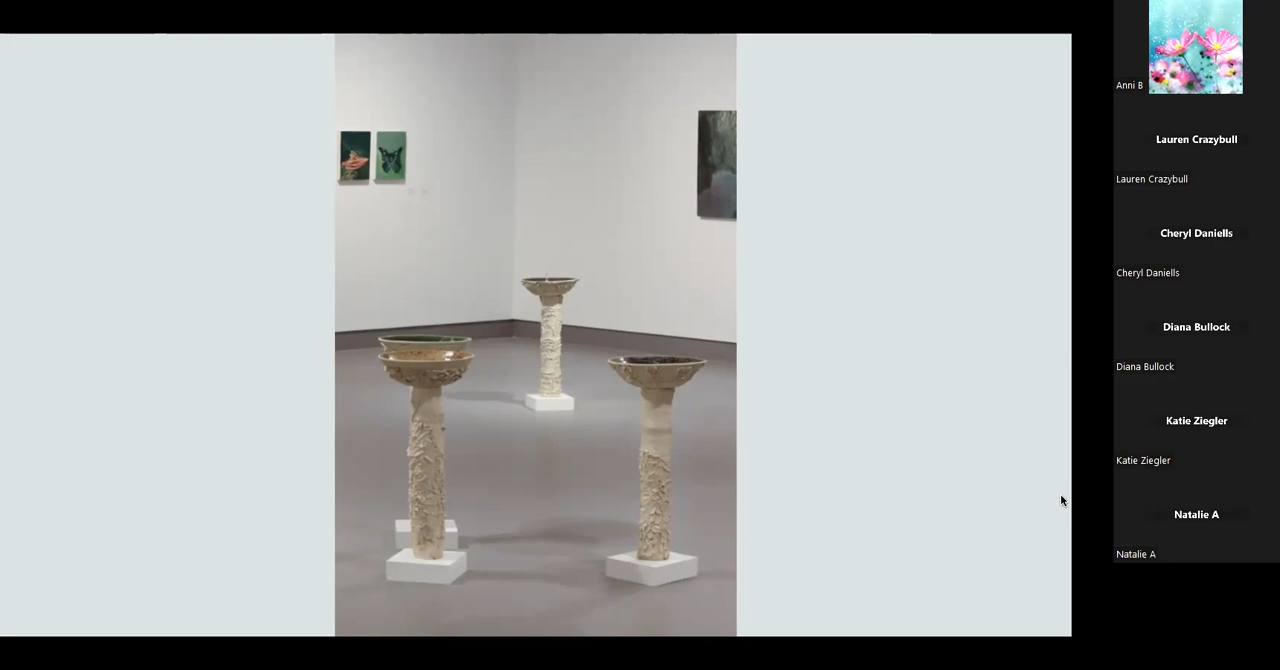 Anni B
Lauren Crazybull
Lauren Crazybull
Cheryl Daniells
Cheryl Daniells
Diana Bullock
Diana Bullock
Katie Ziegler
Katie Ziegler
Natalie A
Natalie A